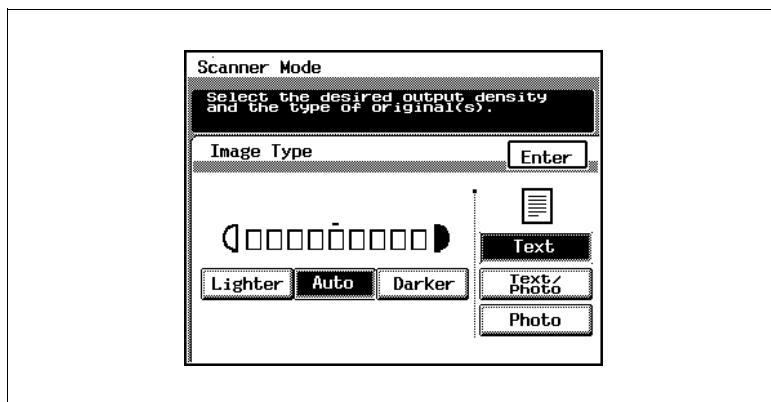 Scanner Mode
Select the desired output density
and the type of original(s).
Image Type
Enter
Text
Lighter
Auto
Darker
Text/
Photo
Photo